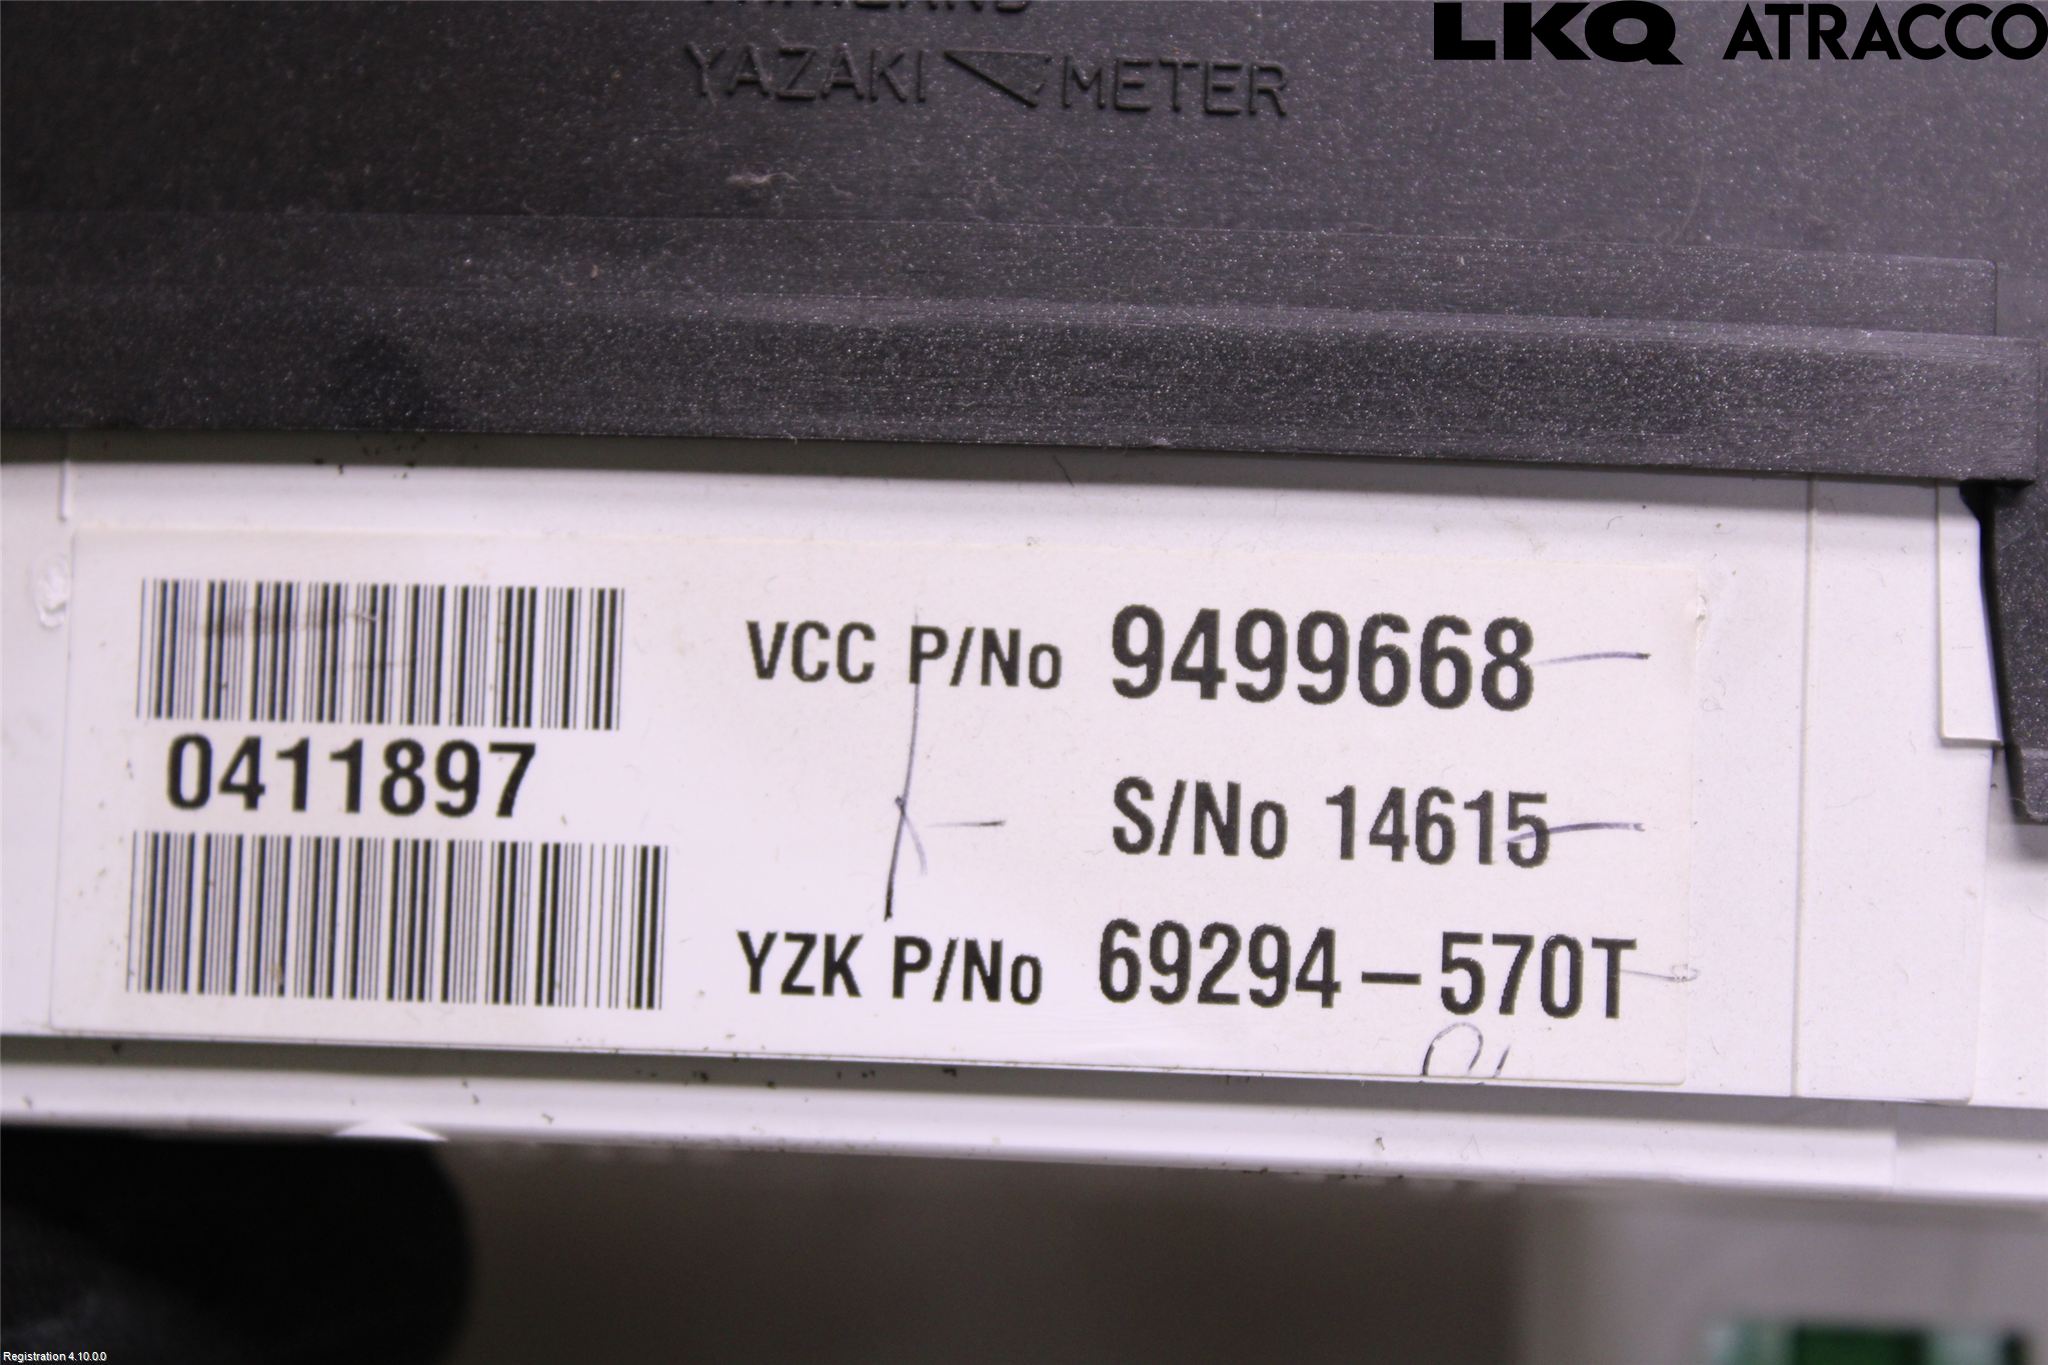 LKQ ATRACCO
THAILAND
YAZAKI METER
VCC P/No 9499668
0411897
S/No 14615
YZK P/No 69294-570T
Registration 4.10.0.0